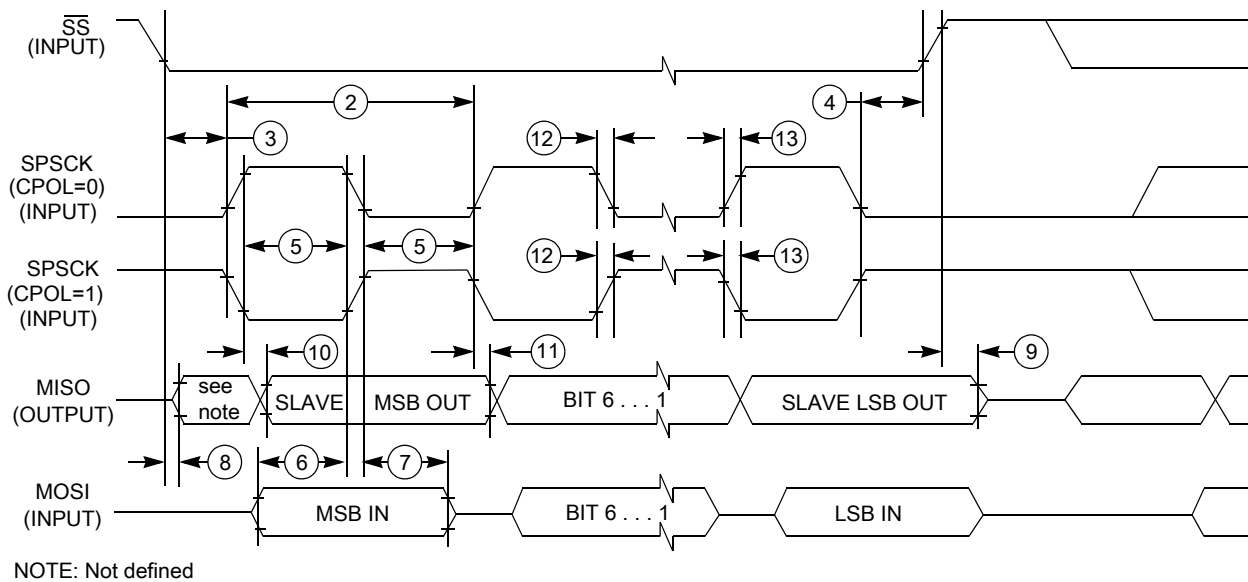 SS
(INPUT)
2
4
3
12
13
SPSCK
(CPOL=0)
(INPUT)
5
5
SPSCK
(CPOL=1)
(INPUT)
12
13
10
11
9
MISO
(OUTPUT)
see
note
SLAVE
MSB OUT
BIT 6 . . . 1
SLAVE LSB OUT
8
6
7
MOSI
(INPUT)
MSB IN
BIT 6 . . . 1
LSB IN
NOTE: Not defined